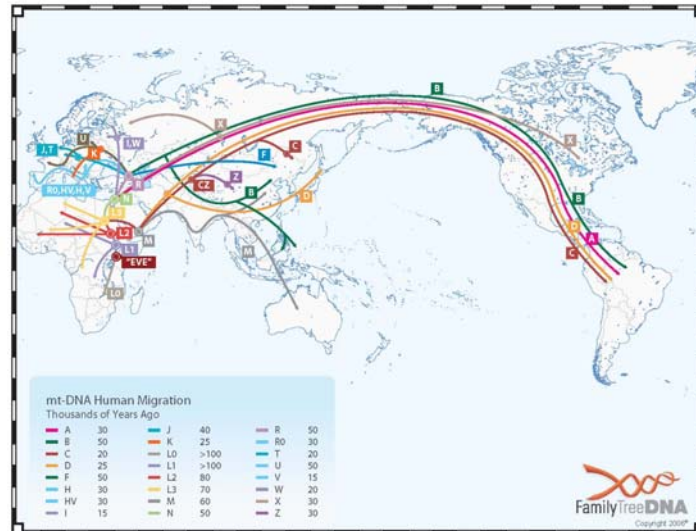 B
X
C
X
U
I,W
J,T
K
F
CZ
Z
R
R0,HV,H,V
N
B
D
B
L3
L2
M
M
L1
"EVE"
L0
D
A
C
mt-DNA Human Migration
Thousands of Years Ago
A 30 J 40 R 50
B 50 K 25 R0 30
C 20 L0 >100 T 20
D 25 L1 >100 U 50
F 50 L2 80 V 15
H 30 L3 70 W 20
HV 30 M 60 X 30
I 15 N 50 Z 30
FamilyTreeDNA
Copyright 2006